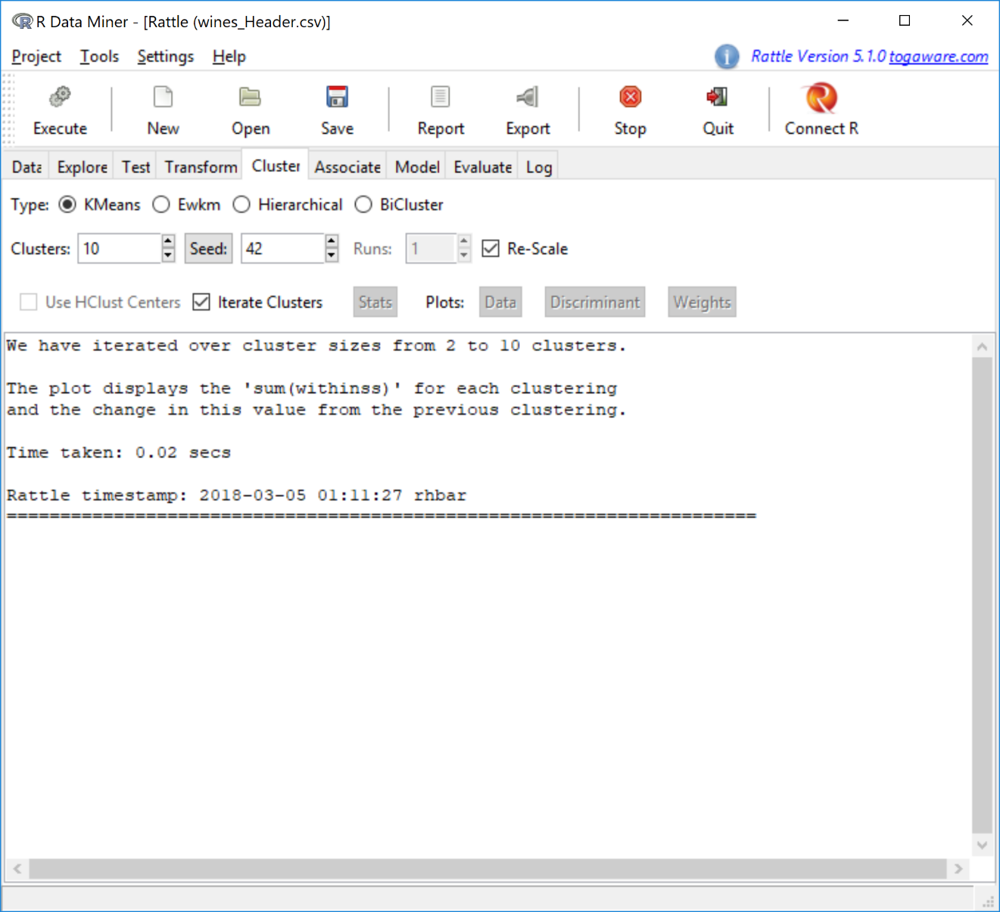 R Data Miner - [Rattle (wines_Header.csv)]
Project Tools Settings Help
Rattle Version 5.1.0 togaware.com
Execute New Open Save Report Export Stop Quit Connect R
Data Explore Test Transform Cluster Associate Model Evaluate Log
Type: KMeans Ewkm Hierarchical BiCluster
Clusters: 10 Seed: 42 Runs: 1 Re-Scale
Use HClust Centers Iterate Clusters Stats Plots: Data Discriminant Weights
We have iterated over cluster sizes from 2 to 10 clusters.
The plot displays the 'sum(withinss)' for each clustering
and the change in this value from the previous clustering.
Time taken: 0.02 secs
Rattle timestamp: 2018-03-05 01:11:27 rhbar
======================================================================